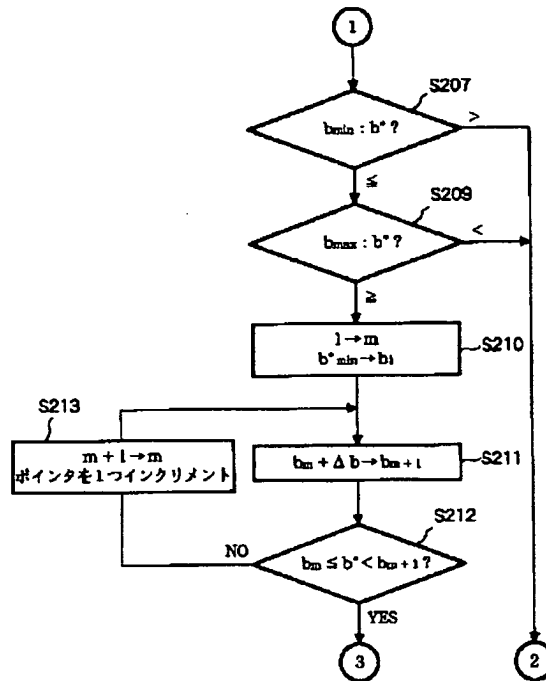 1
S207
bmin : b* ?
>
≦
S209
bmax : b* ?
<
≧
1→m
b*min→b1
S210
S213
m+1→m
ポインタを1つインクリメント
bm+Δb→bm+1
S211
S212
bm≤b*<bm+1?
NO
YES
3
2